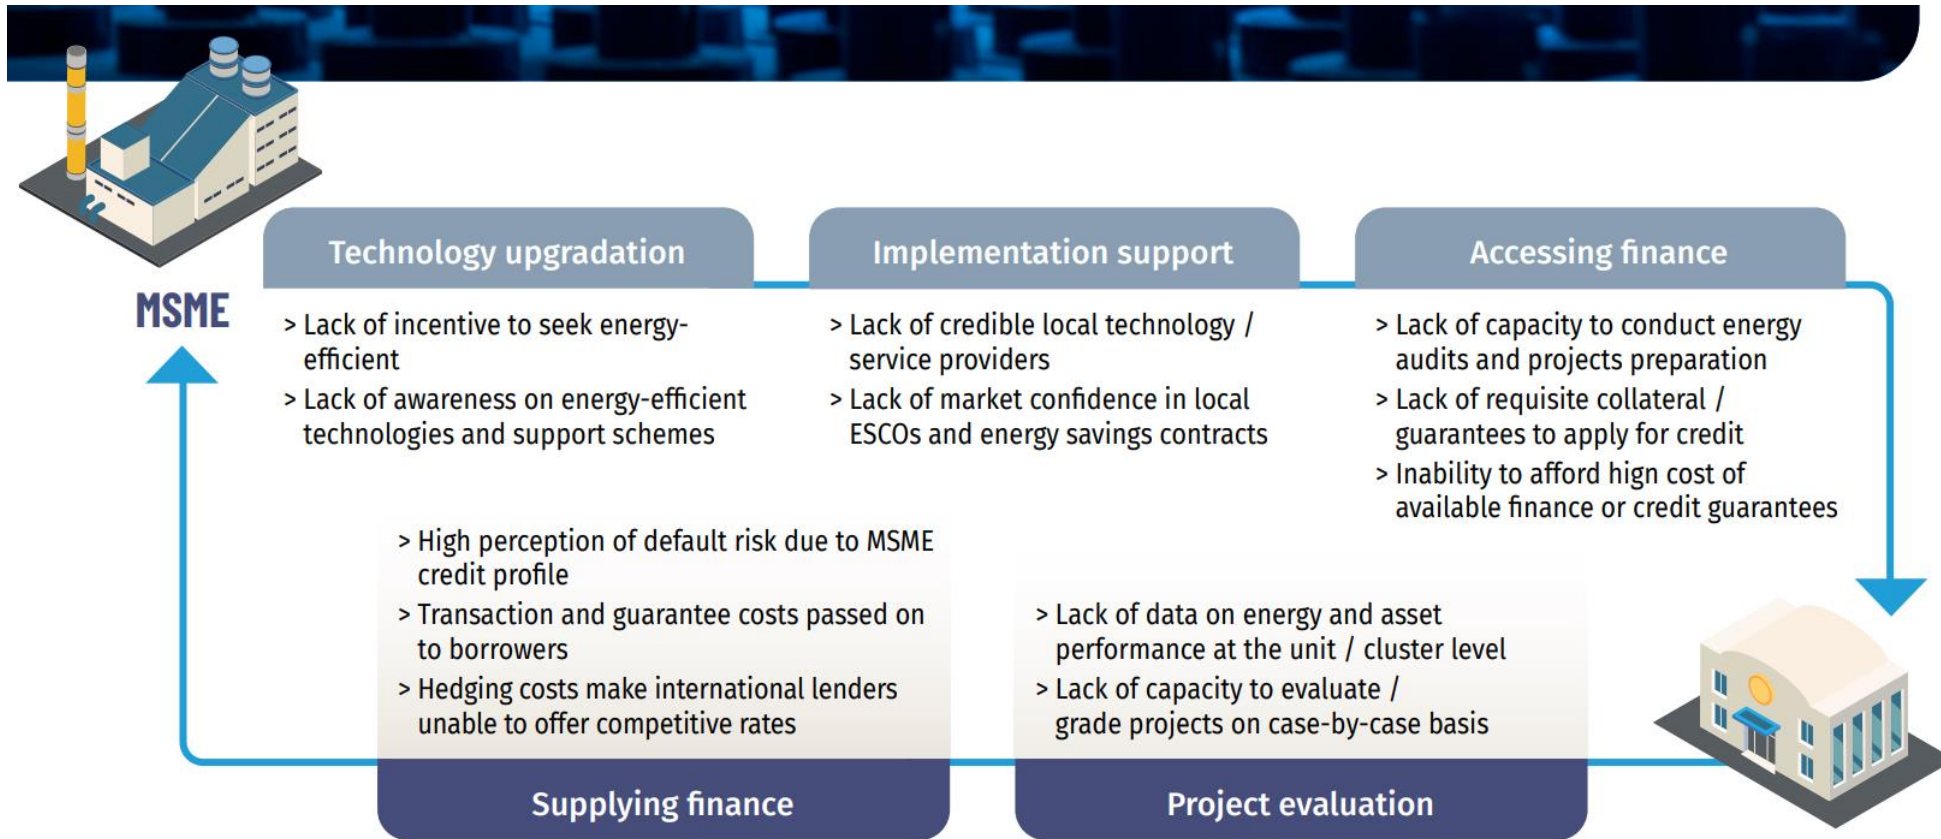 MSME
Technology upgradation
> Lack of incentive to seek energy-
efficient
> Lack of awareness on energy-efficient
technologies and support schemes
Implementation support
> Lack of credible local technology /
service providers
> Lack of market confidence in local
ESCOs and energy savings contracts
Accessing finance
> Lack of capacity to conduct energy
audits and projects preparation
> Lack of requisite collateral /
guarantees to apply for credit
> Inability to afford hign cost of
available finance or credit guarantees
> High perception of default risk due to MSME
credit profile
> Transaction and guarantee costs passed on
to borrowers
> Hedging costs make international lenders
unable to offer competitive rates
Supplying finance
> Lack of data on energy and asset
performance at the unit / cluster level
> Lack of capacity to evaluate /
grade projects on case-by-case basis
Project evaluation